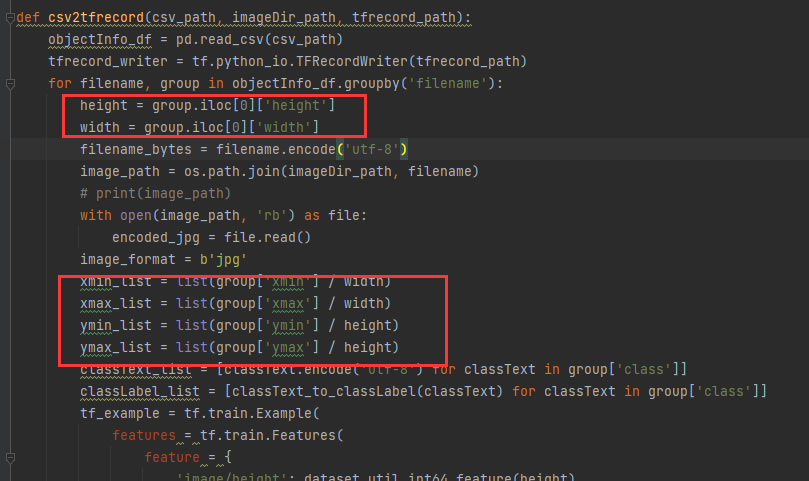 def csv2tfrecord(csv_path, imageDir_path, tfrecord_path):
objectInfo_df = pd.read_csv(csv_path)
tfrecord_writer = tf.python_io.TFRecordWriter(tfrecord_path)
for filename, group in objectInfo_df.groupby('filename'):
height = group.iloc[0]['height']
width = group.iloc[0]['width']
filename_bytes = filename.encode('utf-8')
image_path = os.path.join(imageDir_path, filename)
# print(image_path)
with open(image_path, 'rb') as file:
encoded_jpg = file.read()
image_format = b'jpg'
xmin_list = list(group['xmin'] / width)
xmax_list = list(group['xmax'] / width)
ymin_list = list(group['ymin'] / height)
ymax_list = list(group['ymax'] / height)
classText_list = [classText.encode('utf-8') for classText in group['class']]
classLabel_list = [classText_to_classLabel(classText) for classText in group['class']]
tf_example = tf.train.Example(
features = tf.train.Features(
feature = {
'image/height': dataset_util.int64_feature(height),